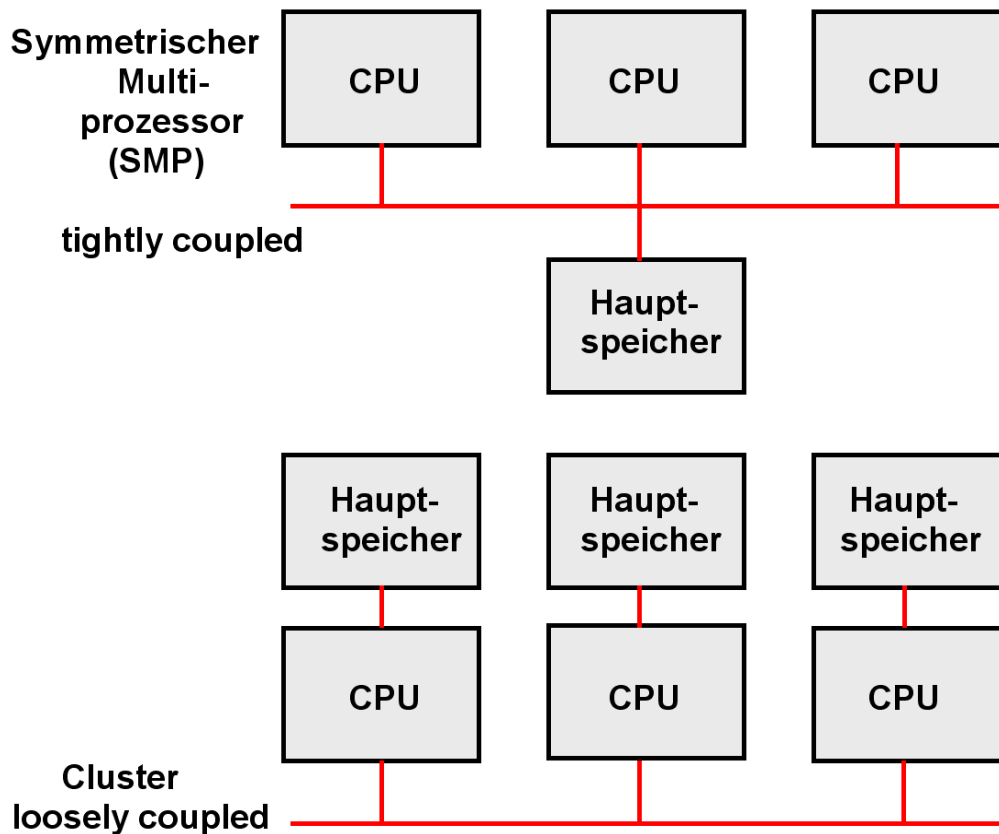 Symmetrischer
Multi-
prozessor
(SMP)
CPU
CPU
CPU
tightly coupled
Haupt-
speicher
Haupt-
speicher
Haupt-
speicher
Haupt-
speicher
CPU
CPU
CPU
Cluster
loosely coupled